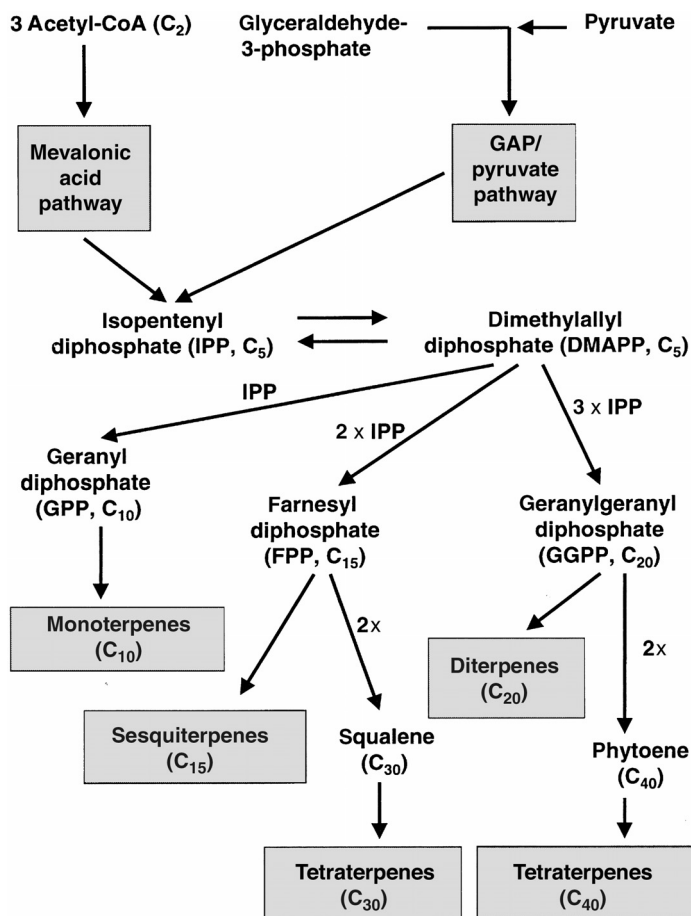 3 Acetyl-CoA (C₂)
Glyceraldehyde-
3-phosphate
Pyruvate
Mevalonic
acid
pathway
GAP/
pyruvate
pathway
Isopentenyl
diphosphate (IPP, C₅)
Dimethylallyl
diphosphate (DMAPP, C₅)
IPP
2 x IPP
3 x IPP
Geranyl
diphosphate
(GPP, C₁₀)
Farnesyl
diphosphate
(FPP, C₁₅)
Geranylgeranyl
diphosphate
(GGPP, C₂₀)
Monoterpenes
(C₁₀)
2x
Diterpenes
(C₂₀)
2x
Sesquiterpenes
(C₁₅)
Squalene
(C₃₀)
Phytoene
(C₄₀)
Tetraterpenes
(C₃₀)
Tetraterpenes
(C₄₀)